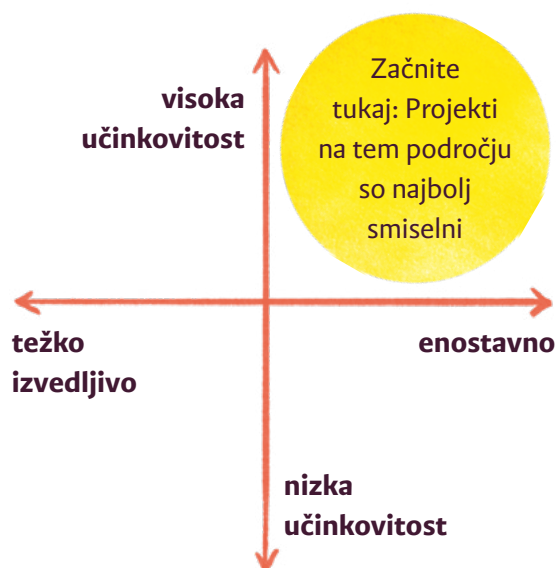 Začnite
tukaj: Projekti
na tem področju
so najbolj
smiselni
visoka
učinkovitost
težko
izvedljivo
enostavno
nizka
učinkovitost